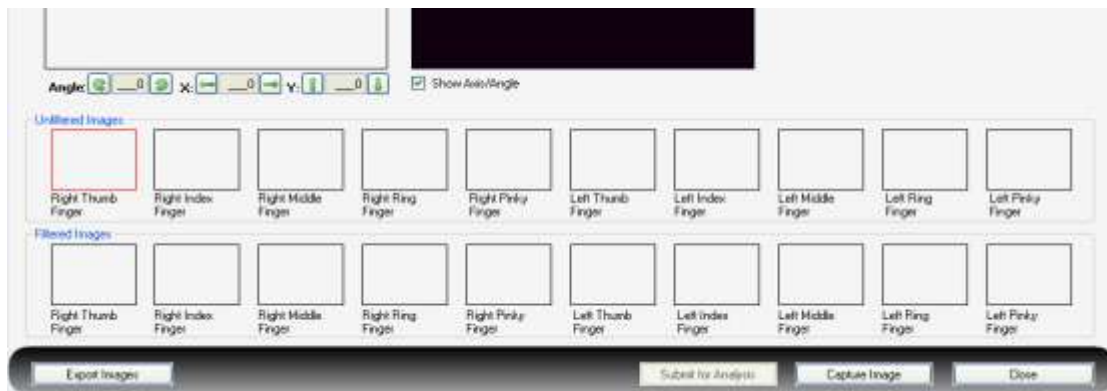 Angle: __0 X: __0 Y: __0 Show Axis/Angle
Unfiltered Images
Right Thumb Finger
Right Index Finger
Right Middle Finger
Right Ring Finger
Right Pinky Finger
Left Thumb Finger
Left Index Finger
Left Middle Finger
Left Ring Finger
Left Pinky Finger
Filtered Images
Right Thumb Finger
Right Index Finger
Right Middle Finger
Right Ring Finger
Right Pinky Finger
Left Thumb Finger
Left Index Finger
Left Middle Finger
Left Ring Finger
Left Pinky Finger
Export Images Submit for Analysis Capture Image Close